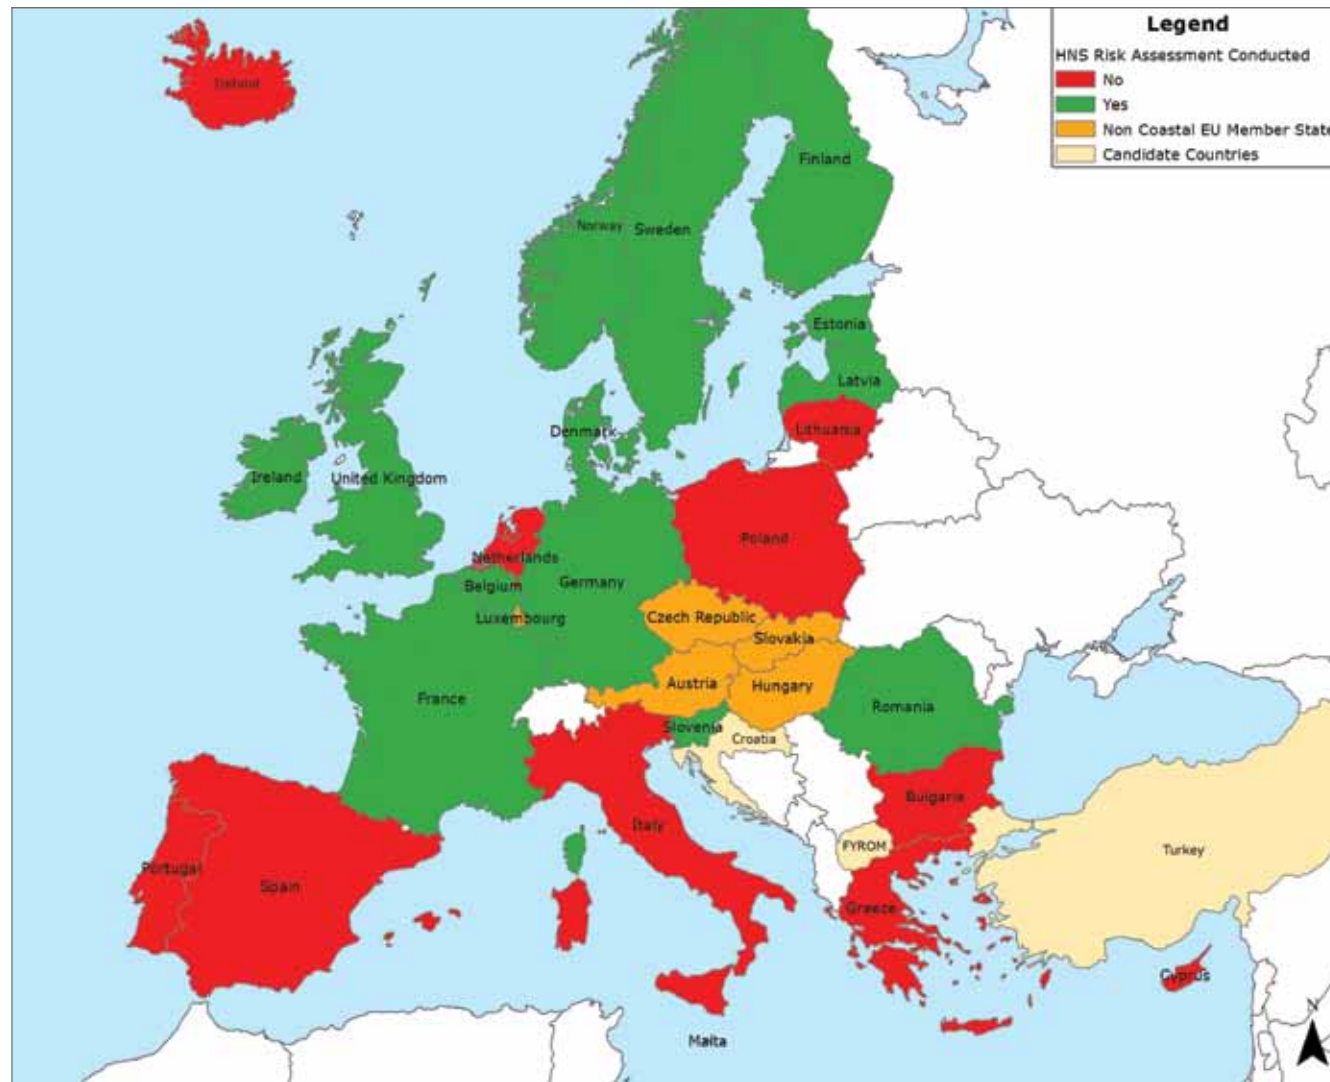 Legend
HNS Risk Assessment Conducted
No
Yes
Non Coastal EU Member State
Candidate Countries
Iceland
Finland
Norway
Sweden
Estonia
Latvia
Lithuania
Denmark
Ireland
United Kingdom
Netherlands
Poland
Belgium
Germany
Luxembourg
Czech Republic
Slovakia
Austria
Hungary
France
Romania
Slovenia
Croatia
Bulgaria
Italy
FYROM
Turkey
Portugal
Spain
Greece
Cyprus
Malta
N